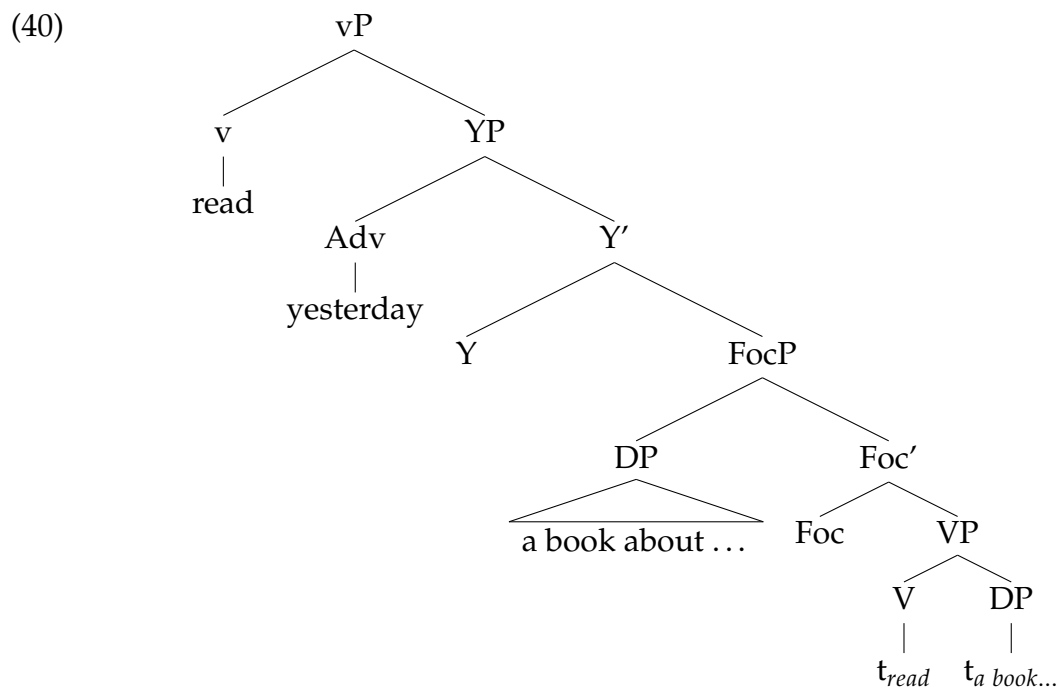 (40)
vP
v YP
read
Adv Y’
yesterday
Y FocP
DP Foc’
a book about ... Foc VP
V DP
t_read t_a book...